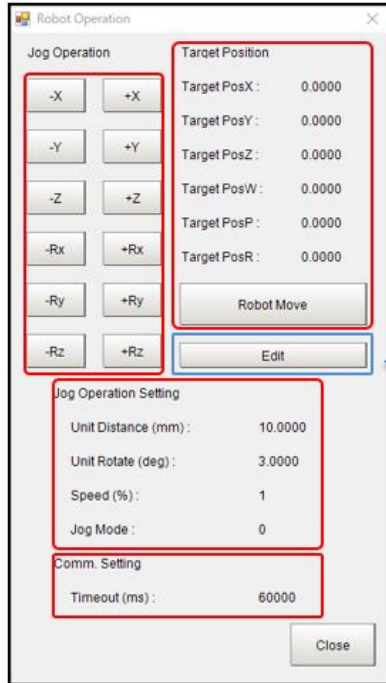 Robot Operation
Jog Operation
-X +X
-Y +Y
-Z +Z
-Rx +Rx
-Ry +Ry
-Rz +Rz
Target Position
Target PosX : 0.0000
Target PosY : 0.0000
Target PosZ : 0.0000
Target PosW : 0.0000
Target PosP : 0.0000
Target PosR : 0.0000
Robot Move
Edit
Jog Operation Setting
Unit Distance (mm) : 10.0000
Unit Rotate (deg) : 3.0000
Speed (%) : 1
Jog Mode : 0
Comm. Setting
Timeout (ms) : 60000
Close